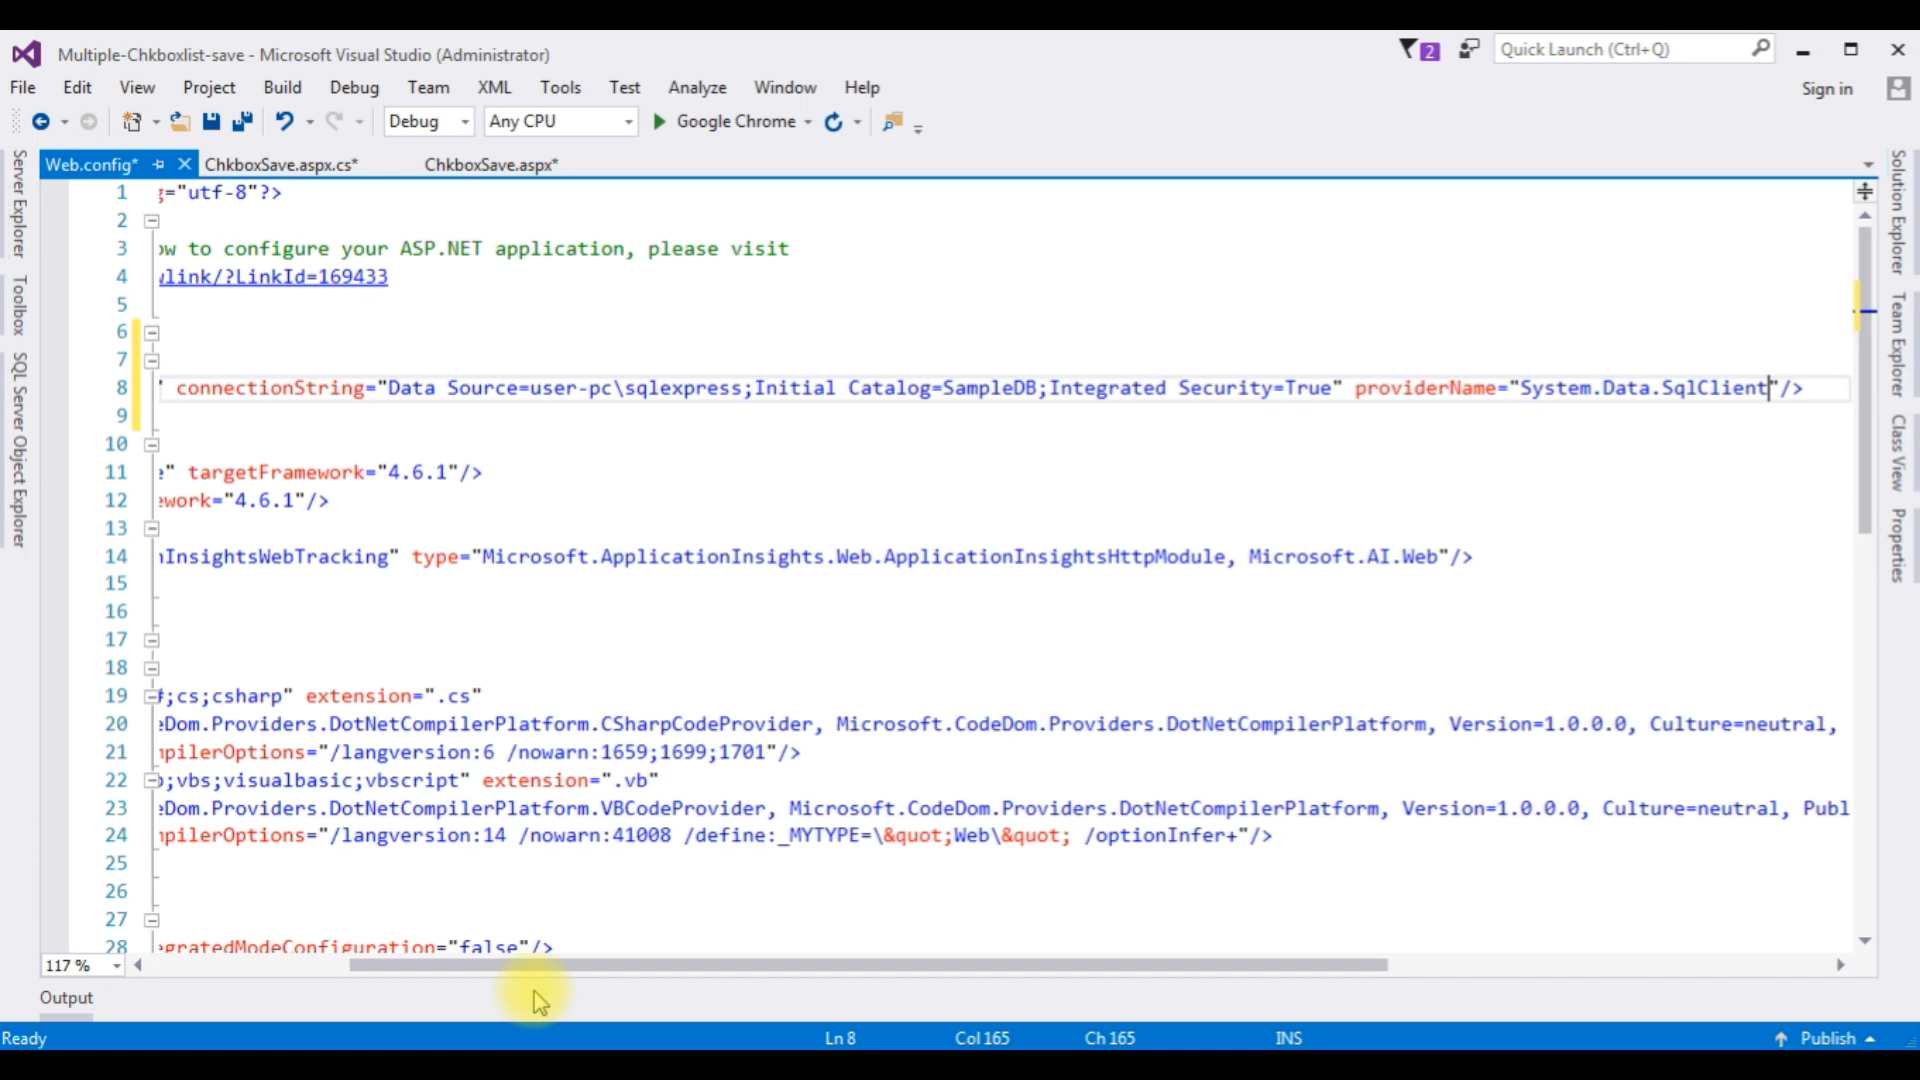 Multiple-Chkboxlist-save - Microsoft Visual Studio (Administrator)
2
Quick Launch (Ctrl+Q)
File Edit View Project Build Debug Team XML Tools Test Analyze Window Help
Sign in
Debug Any CPU Google Chrome
Web.config* ChkboxSave.aspx.cs* ChkboxSave.aspx*
Server Explorer
Toolbox
SQL Server Object Explorer
1 ="utf-8"?>
2
3 to configure your ASP.NET application, please visit
4 link/?LinkId=169433
5
6
7
8 " connectionString="Data Source=user-pc\sqlexpress;Initial Catalog=SampleDB;Integrated Security=True" providerName="System.Data.SqlClient"/>
9
10
11 " targetFramework="4.6.1"/>
12 ework="4.6.1"/>
13
14 nInsightsWebTracking" type="Microsoft.ApplicationInsights.Web.ApplicationInsightsHttpModule, Microsoft.AI.Web"/>
15
16
17
18
19 ;cs;csharp" extension=".cs"
20 eDom.Providers.DotNetCompilerPlatform.CSharpCodeProvider, Microsoft.CodeDom.Providers.DotNetCompilerPlatform, Version=1.0.0.0, Culture=neutral,
21 mpilerOptions="/langversion:6 /nowarn:1659;1699;1701"/>
22 ;vbs;visualbasic;vbscript" extension=".vb"
23 eDom.Providers.DotNetCompilerPlatform.VBCodeProvider, Microsoft.CodeDom.Providers.DotNetCompilerPlatform, Version=1.0.0.0, Culture=neutral, Publ
24 mpilerOptions="/langversion:14 /nowarn:41008 /define:_MYTYPE=\&quot;Web\&quot; /optionInfer+"/>
25
26
27
28 egratedModeConfiguration="false"/>
Solution Explorer
Team Explorer
Class View
Properties
117 %
Output
Ready Ln 8 Col 165 Ch 165 INS Publish